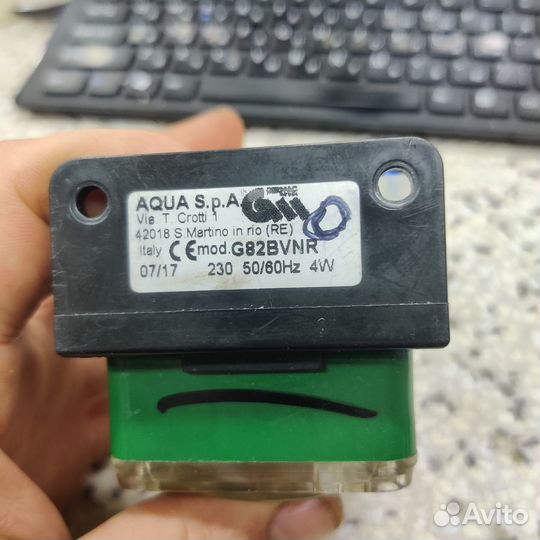 AQUA S.p.A
Via T. Crotti 1
42018 S Martino in rio (RE)
Italy CE mod. G82BVNR
07/17 230 50/60Hz 4W
Avito